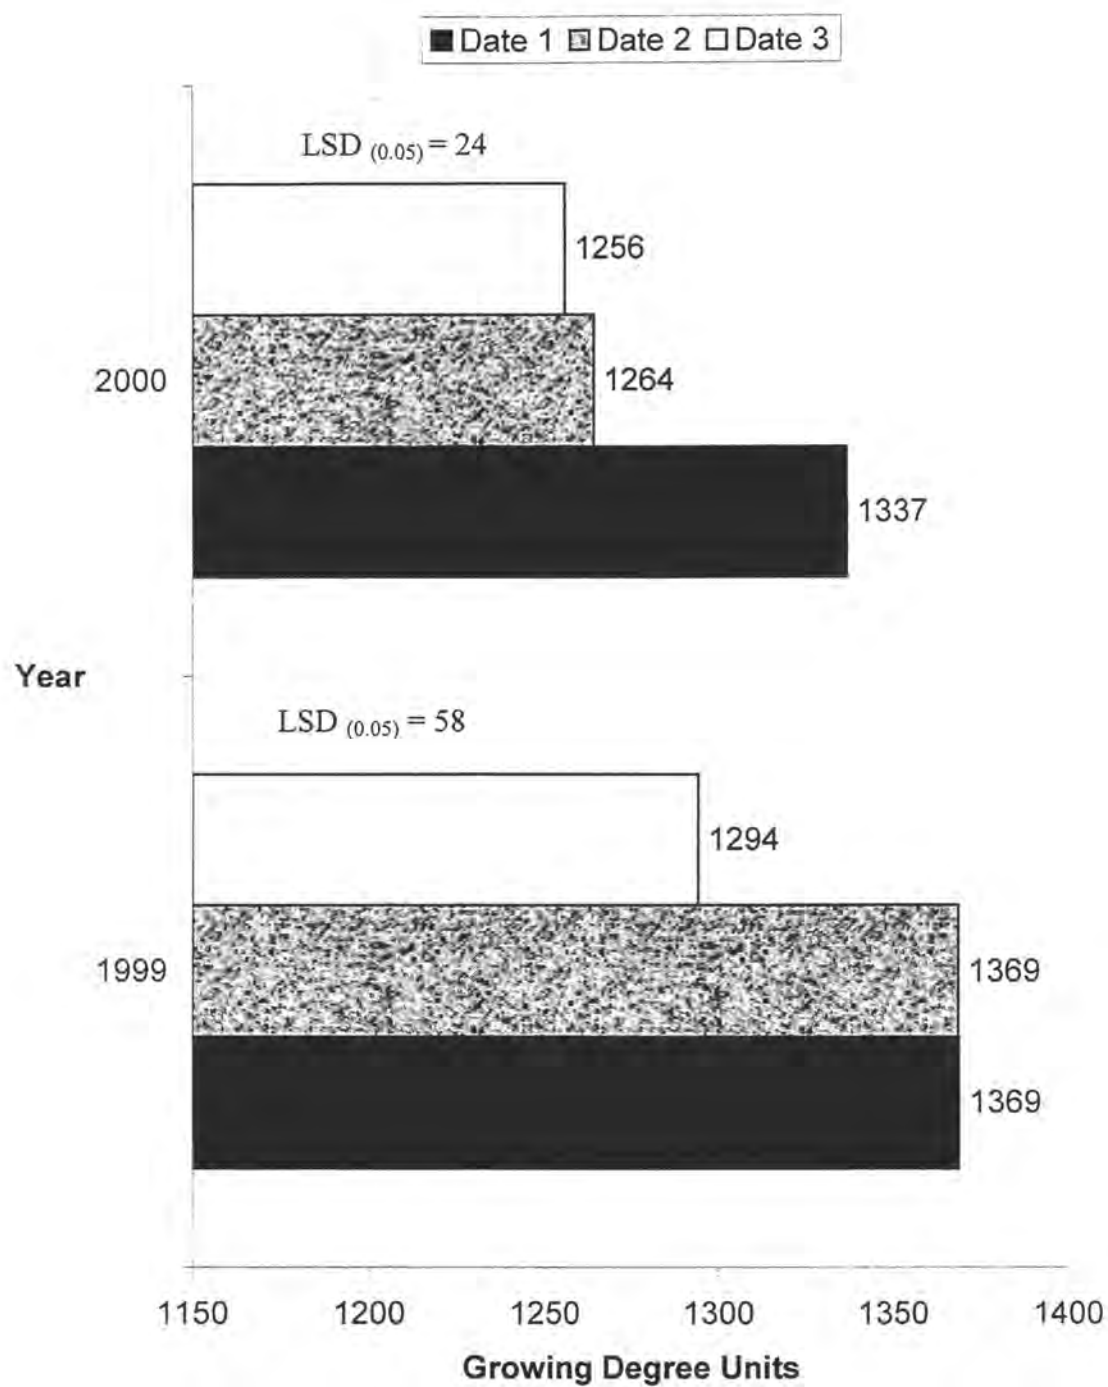 Date 1 Date 2 Date 3
LSD (0.05) = 24
1256
2000
1264
1337
Year
LSD (0.05) = 58
1294
1999
1369
1369
1150 1200 1250 1300 1350 1400
Growing Degree Units